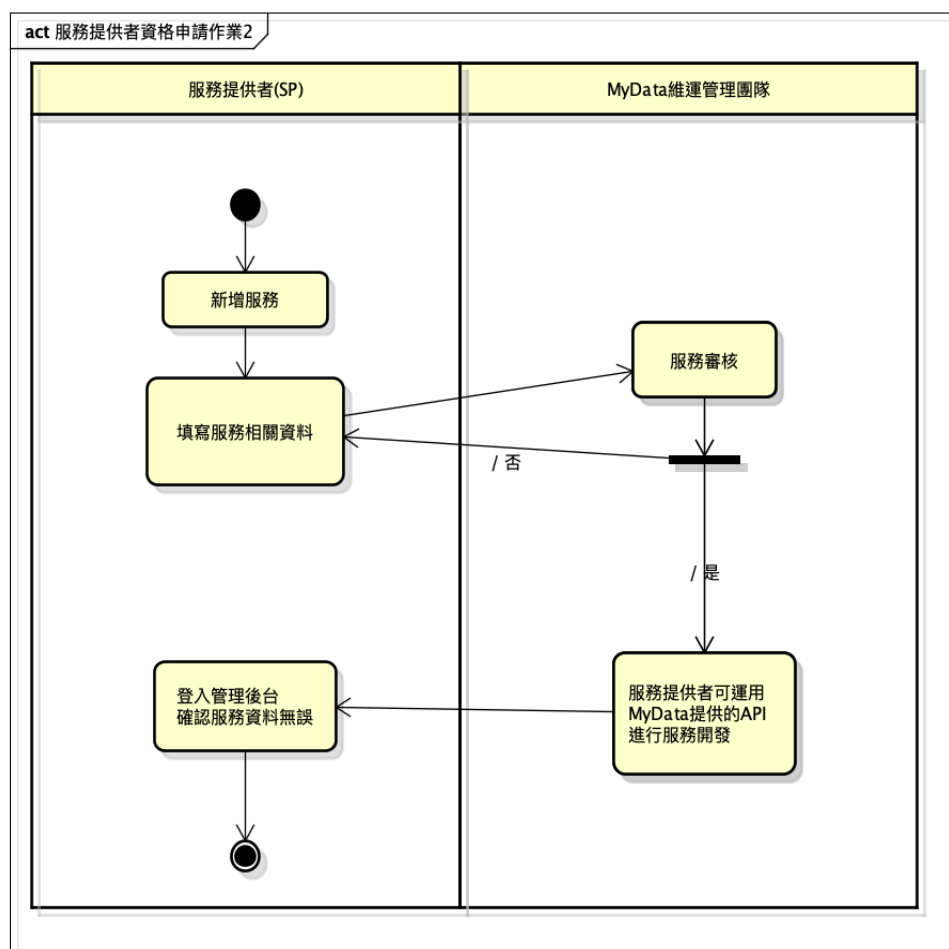 act 服務提供者資格申請作業2
服務提供者(SP)
MyData維運管理團隊
新增服務
服務審核
填寫服務相關資料
/ 否
/ 是
登入管理後台
確認服務資料無誤
服務提供者可運用
MyData提供的API
進行服務開發